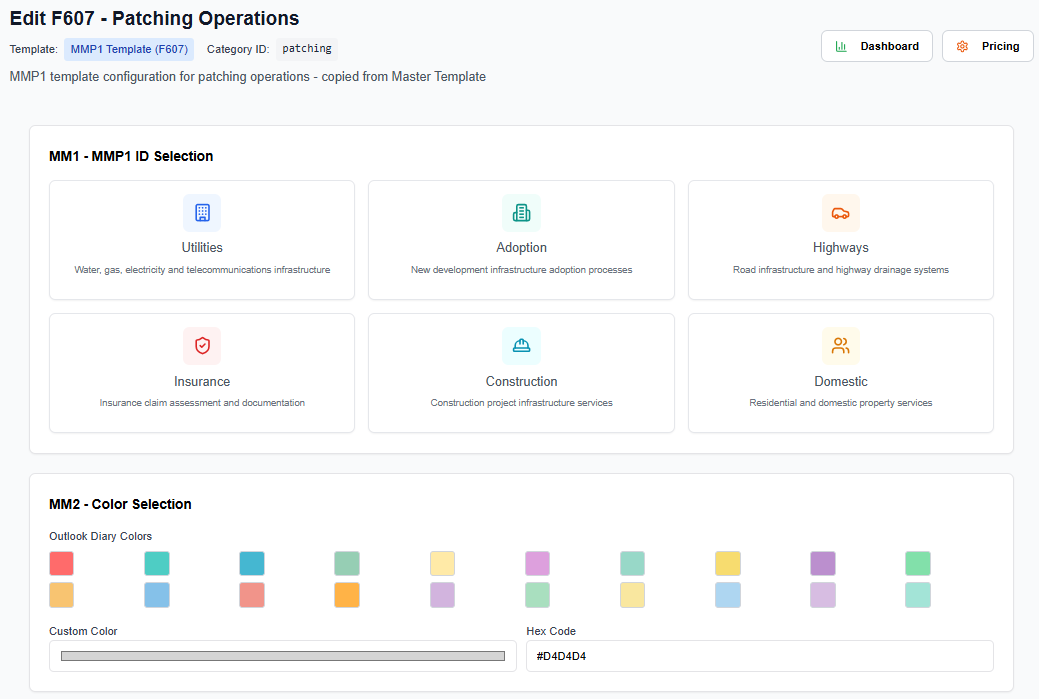 Edit F607 - Patching Operations
Template: MMP1 Template (F607) Category ID: patching
Dashboard Pricing
MMP1 template configuration for patching operations - copied from Master Template
MM1 - MMP1 ID Selection
Utilities
Water, gas, electricity and telecommunications infrastructure
Adoption
New development infrastructure adoption processes
Highways
Road infrastructure and highway drainage systems
Insurance
Insurance claim assessment and documentation
Construction
Construction project infrastructure services
Domestic
Residential and domestic property services
MM2 - Color Selection
Outlook Diary Colors
Custom Color
Hex Code
#D4D4D4